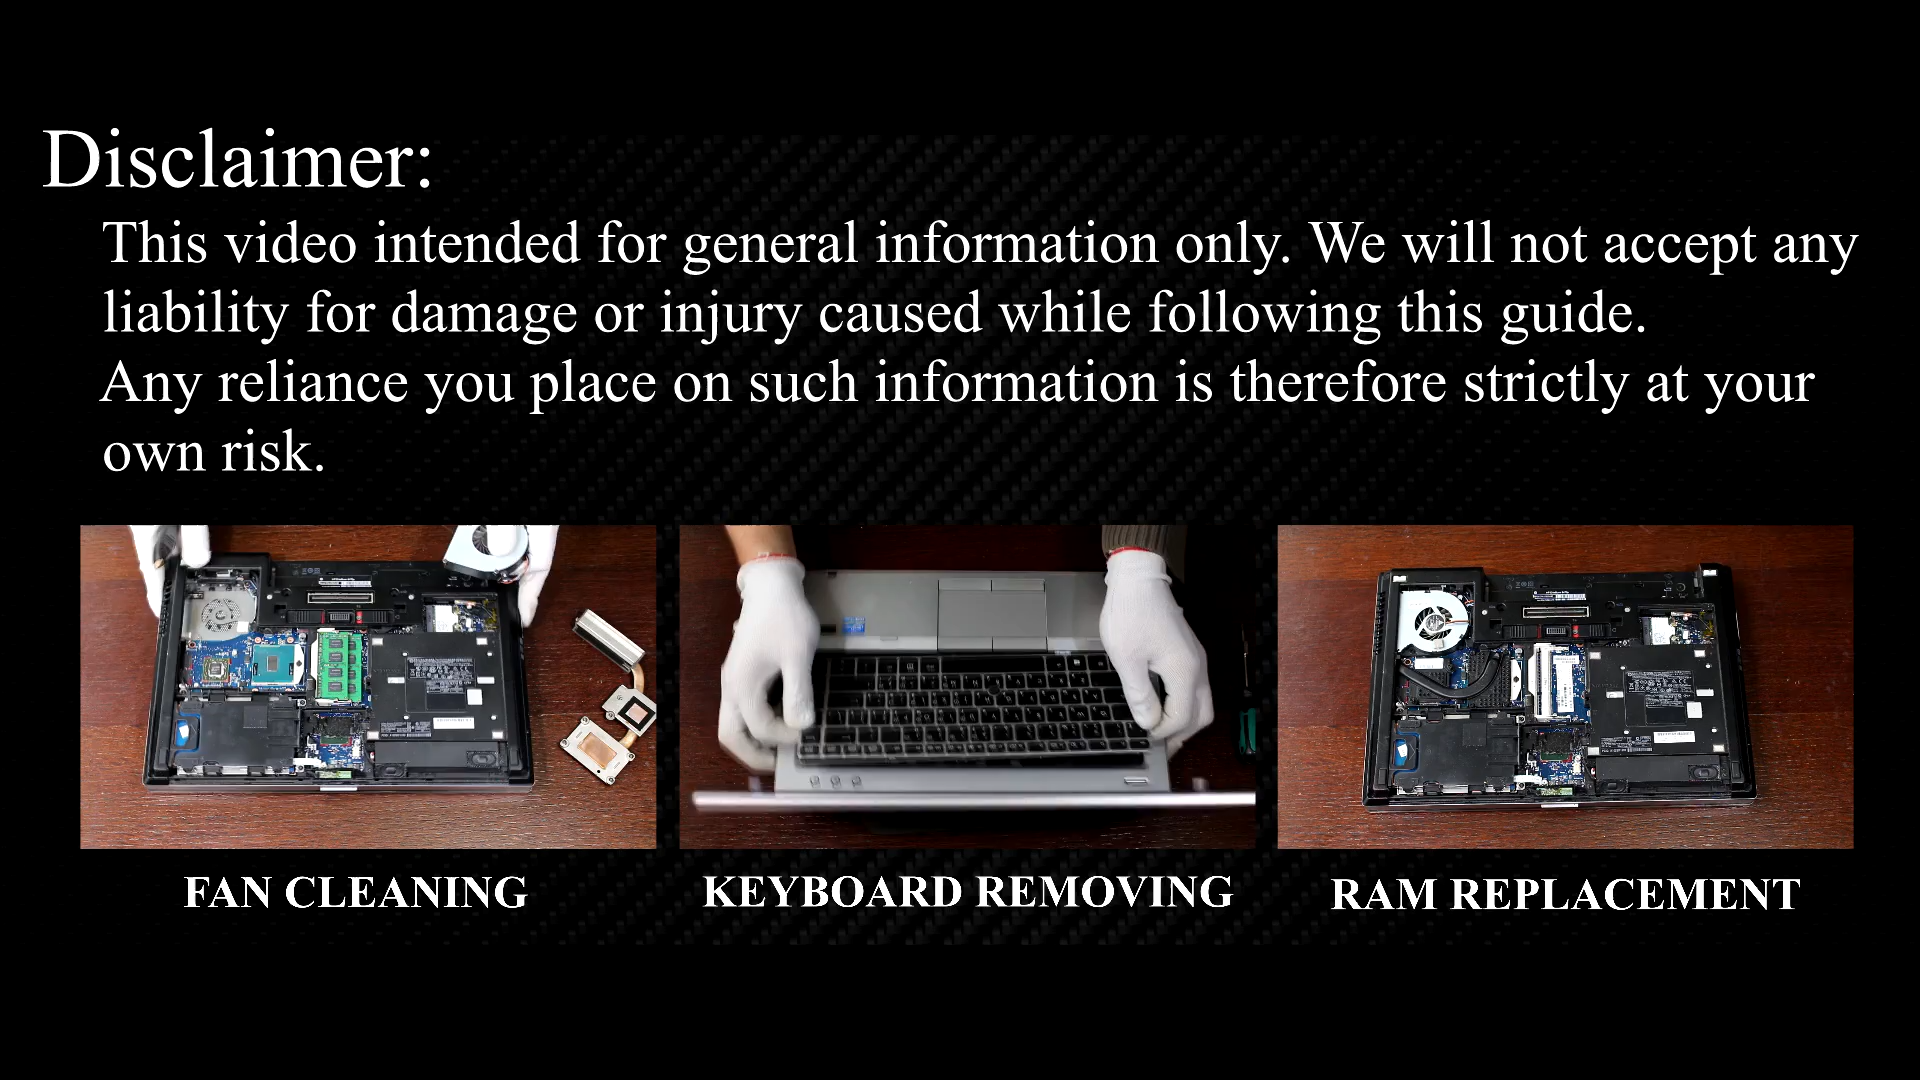 Disclaimer:
This video intended for general information only. We will not accept any
liability for damage or injury caused while following this guide.
Any reliance you place on such information is therefore strictly at your
own risk.
FAN CLEANING
KEYBOARD REMOVING
RAM REPLACEMENT